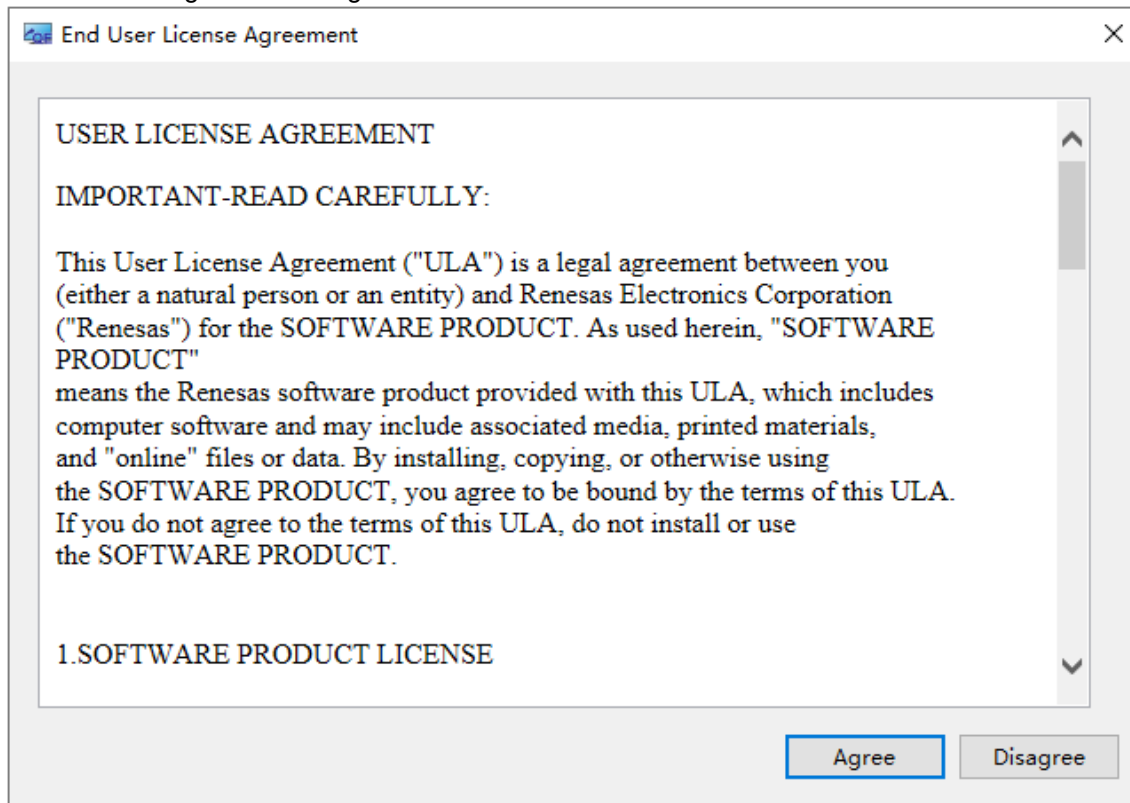 End User License Agreement
USER LICENSE AGREEMENT
IMPORTANT-READ CAREFULLY:
This User License Agreement ("ULA") is a legal agreement between you
(either a natural person or an entity) and Renesas Electronics Corporation
("Renesas") for the SOFTWARE PRODUCT. As used herein, "SOFTWARE
PRODUCT"
means the Renesas software product provided with this ULA, which includes
computer software and may include associated media, printed materials,
and "online" files or data. By installing, copying, or otherwise using
the SOFTWARE PRODUCT, you agree to be bound by the terms of this ULA.
If you do not agree to the terms of this ULA, do not install or use
the SOFTWARE PRODUCT.
1.SOFTWARE PRODUCT LICENSE
Agree Disagree